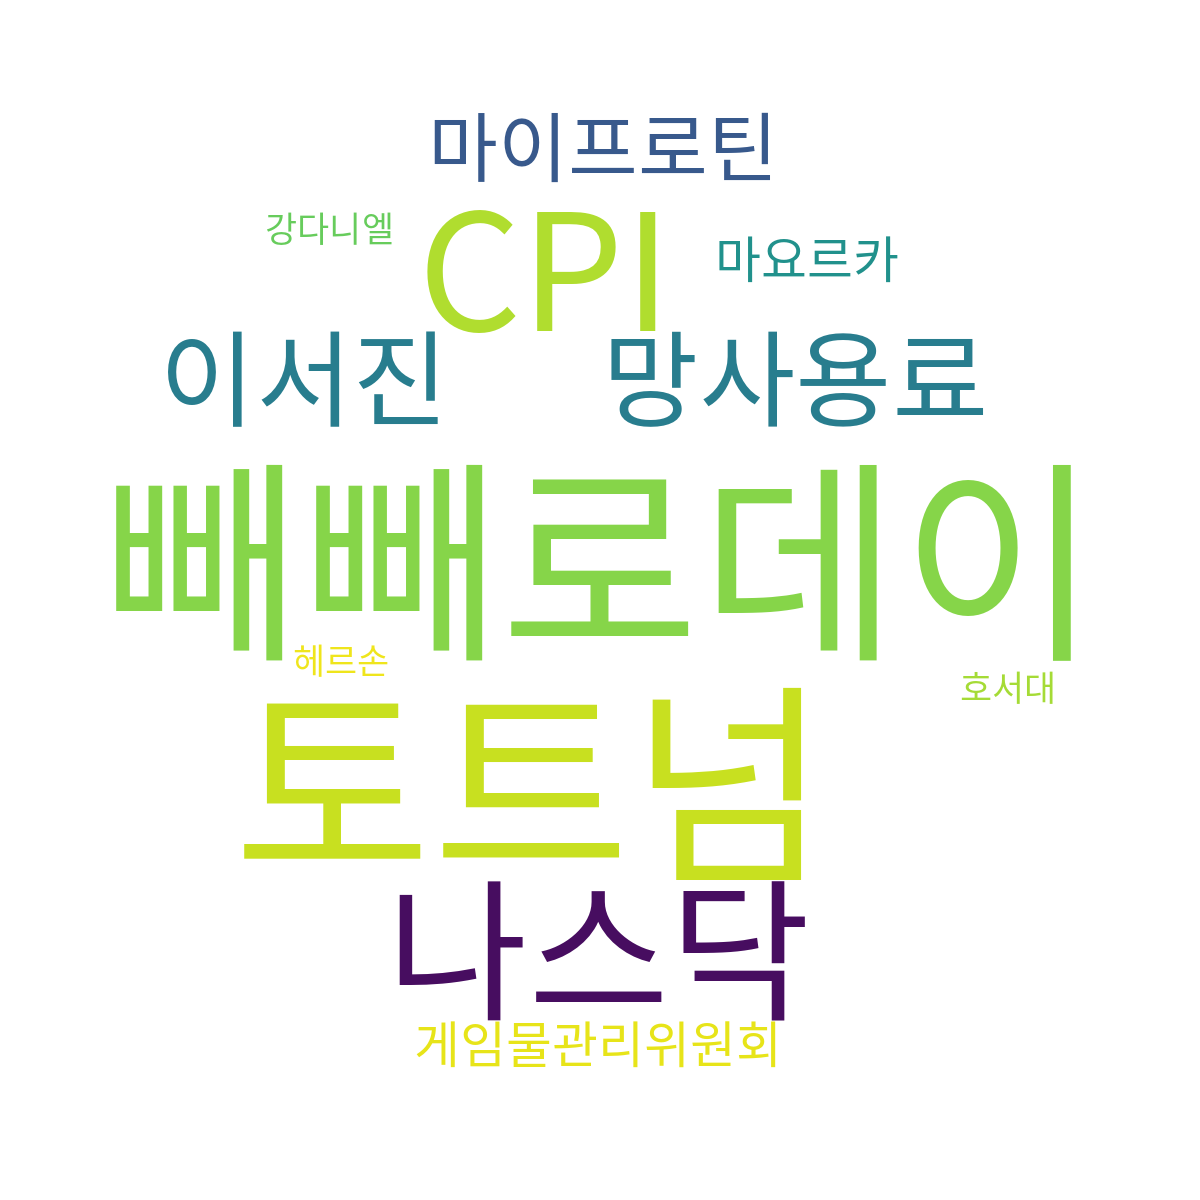 마이프로틴
강다니엘
CPI
마요르카
이서진
망사용료
빼빼로데이
헤르손
호서대
토트넘
나스닥
게임물관리위원회